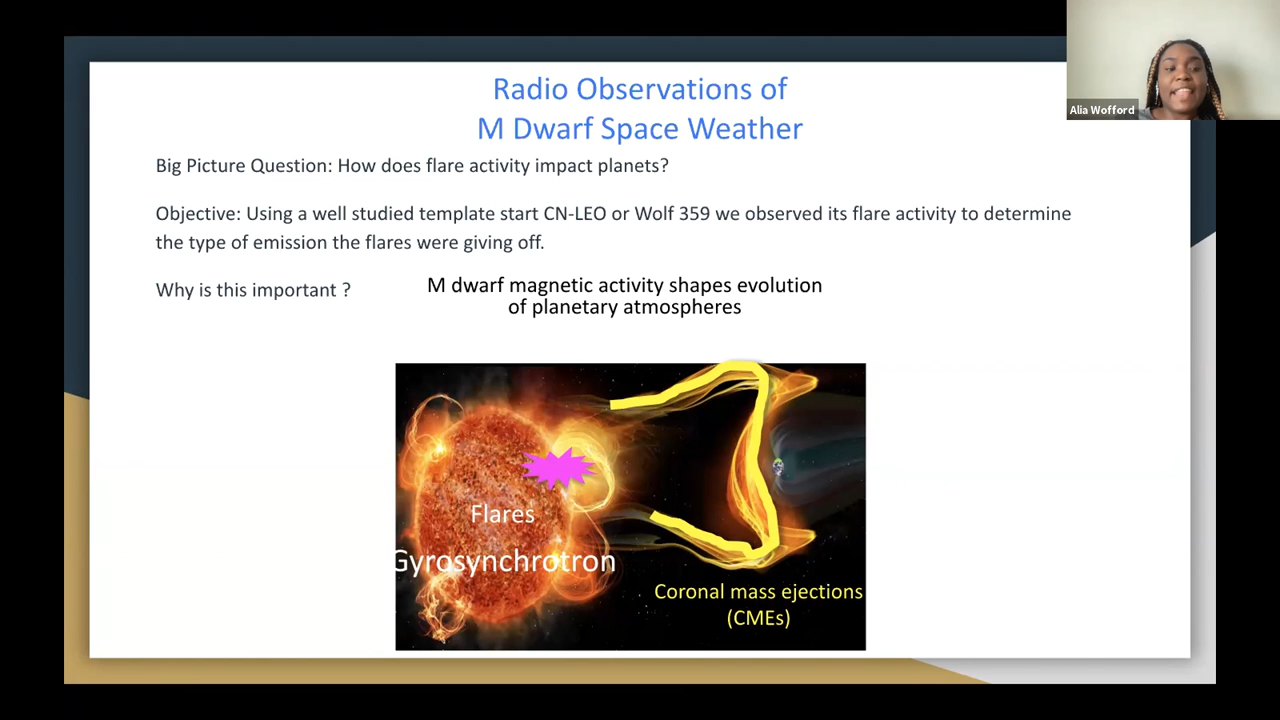 Radio Observations of
M Dwarf Space Weather
Alia Wofford
Big Picture Question: How does flare activity impact planets?
Objective: Using a well studied template start CN-LEO or Wolf 359 we observed its flare activity to determine
the type of emission the flares were giving off.
Why is this important ?
M dwarf magnetic activity shapes evolution
of planetary atmospheres
Flares
Gyrosynchrotron
Coronal mass ejections
(CMEs)